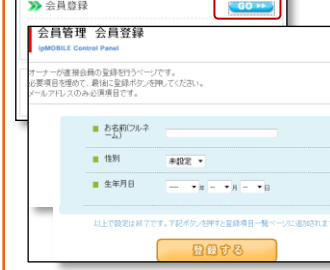 会員登録
GO
会員管理 会員登録
ipMOBILE Control Panel
オーナーが直接会員の登録を行うページです。
必要項目を埋めて、最後に登録ボタンを押してください。
メールアドレスのみ必須項目です。
お名前(フルネ
ーム)
性別 未設定
生年月日 --- 年 -- 月 -- 日
以上で設定は終了です。下記ボタンを押すと登録項目一覧ページに追加されま
登録する